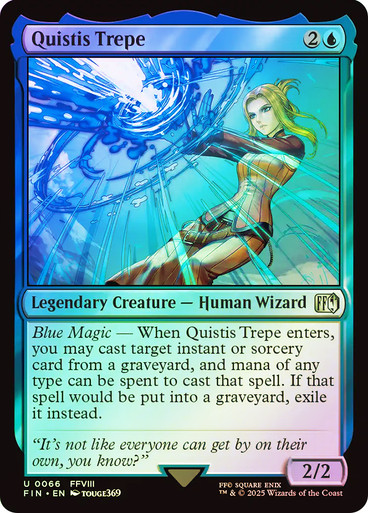 Quistis Trepe 2
Legendary Creature — Human Wizard FFC
Blue Magic — When Quistis Trepe enters,
you may cast target instant or sorcery
card from a graveyard, and mana of any
type can be spent to cast that spell. If that
spell would be put into a graveyard, exile
it instead.
“It’s not like everyone can get by on their
own, you know?”
2/2
U 0066 FFVIII
FIN • EN TOUGE369
FFC SQUARE ENIX
™ & © 2025 Wizards of the Coast